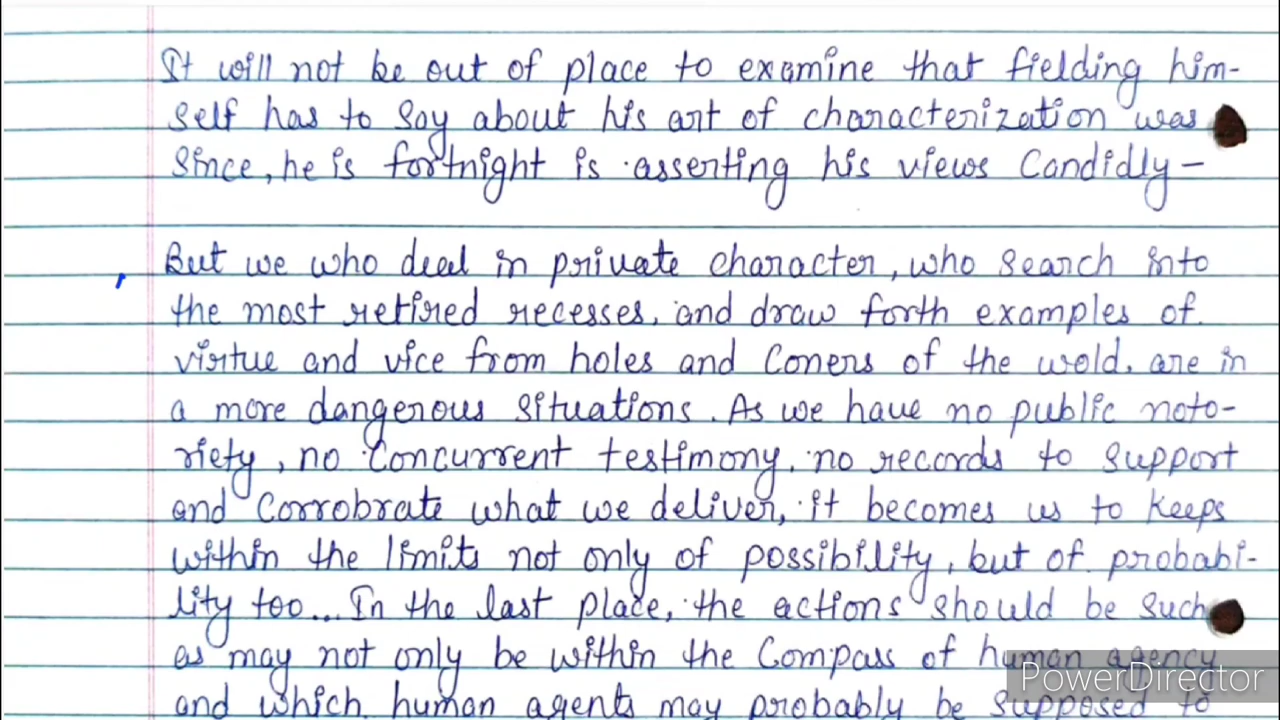 It will not be out of place to examine that fielding him-
self has to say about his art of characterization was
Since, he is fortnight is asserting his views Candidly -
But we who deal in private character, who search into
the most retired recesses, and draw forth examples of
virtue and vice from holes and Coners of the wold, are in
a more dangerous situations. As we have no public noto-
riety, no Concurrent testimony, no records to support
and Corrobrate what we deliver, it becomes us to keeps
within the limits not only of possibility, but of probabi-
lity too... In the last place, the actions should be such
as may not only be within the Compass of human agency
and which human agents may probably be supposed to
PowerDirector